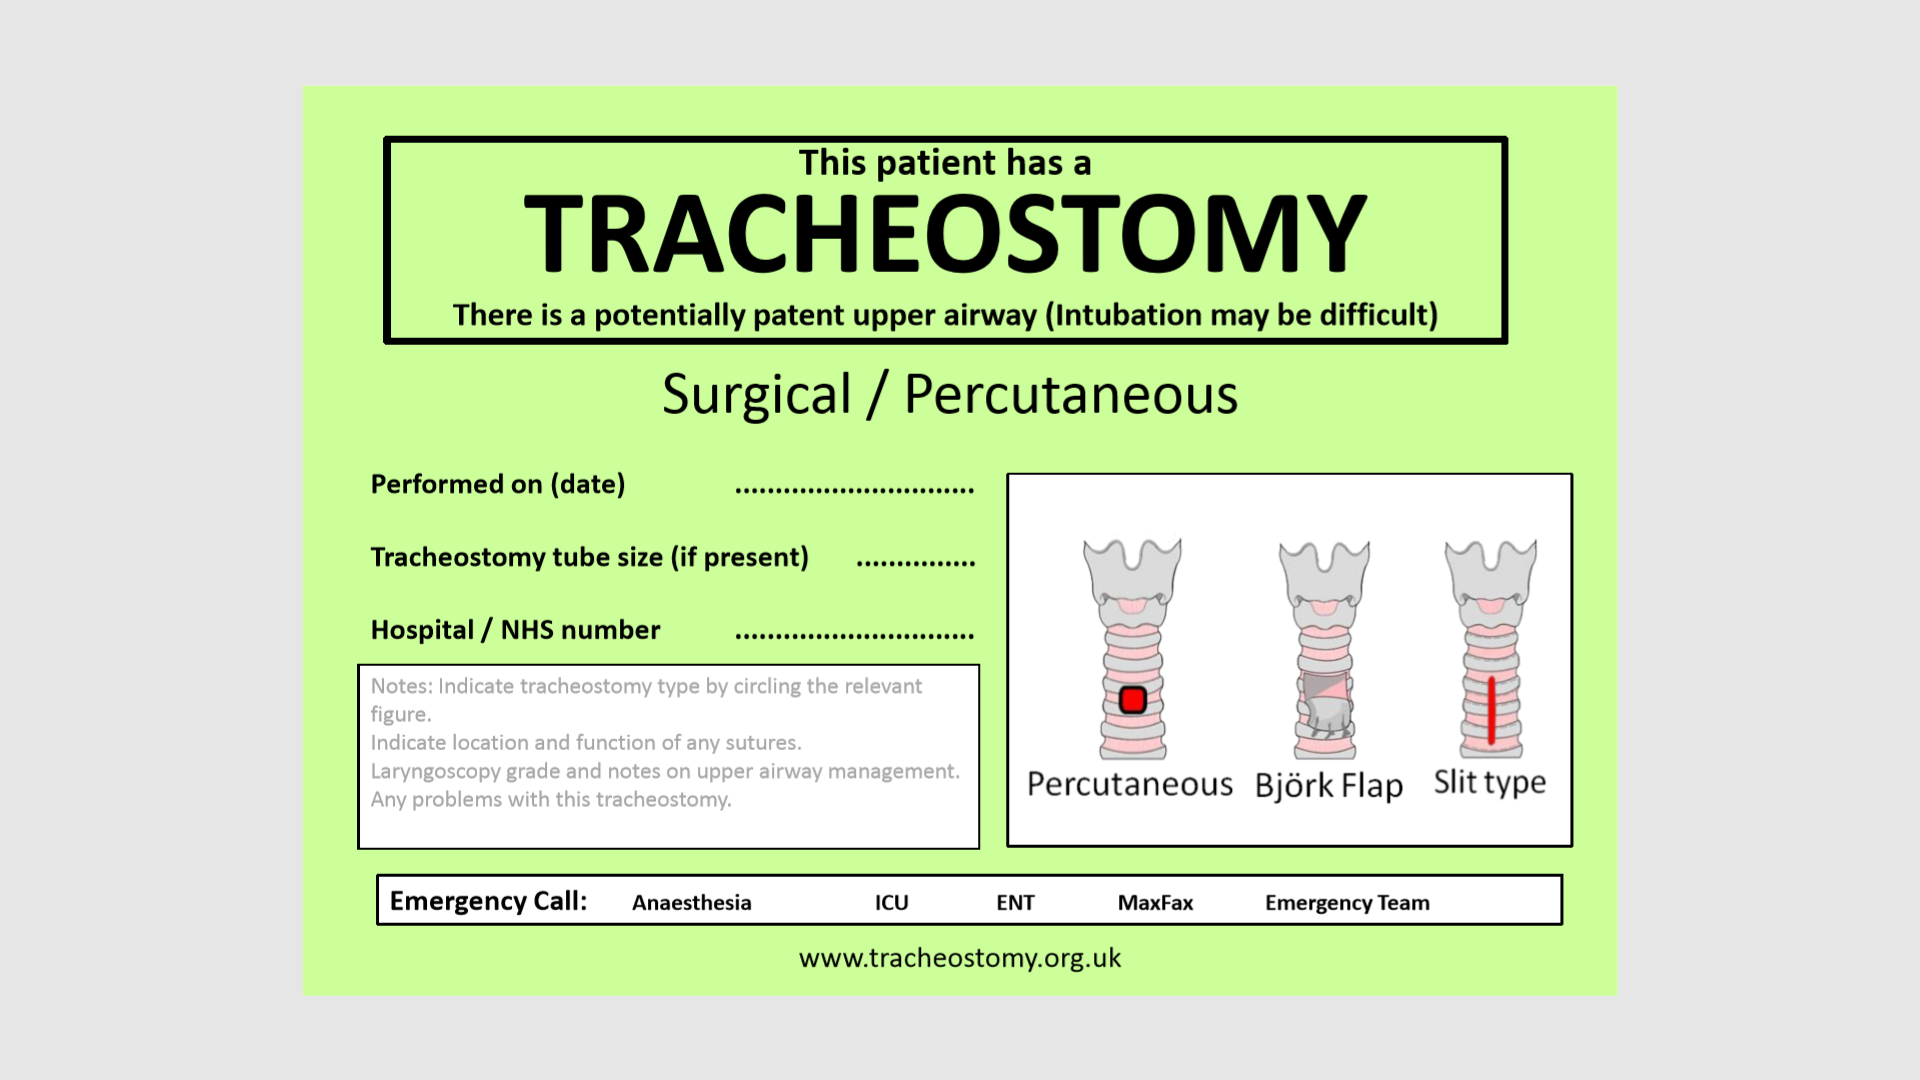 This patient has a
TRACHEOSTOMY
There is a potentially patent upper airway (Intubation may be difficult)
Surgical / Percutaneous
Performed on (date) ..............................
Tracheostomy tube size (if present) ...............
Hospital / NHS number ..............................
Notes: Indicate tracheostomy type by circling the relevant
figure.
Indicate location and function of any sutures.
Laryngoscopy grade and notes on upper airway management.
Any problems with this tracheostomy.
Percutaneous Björk Flap Slit type
Emergency Call: Anaesthesia ICU ENT MaxFax Emergency Team
www.tracheostomy.org.uk